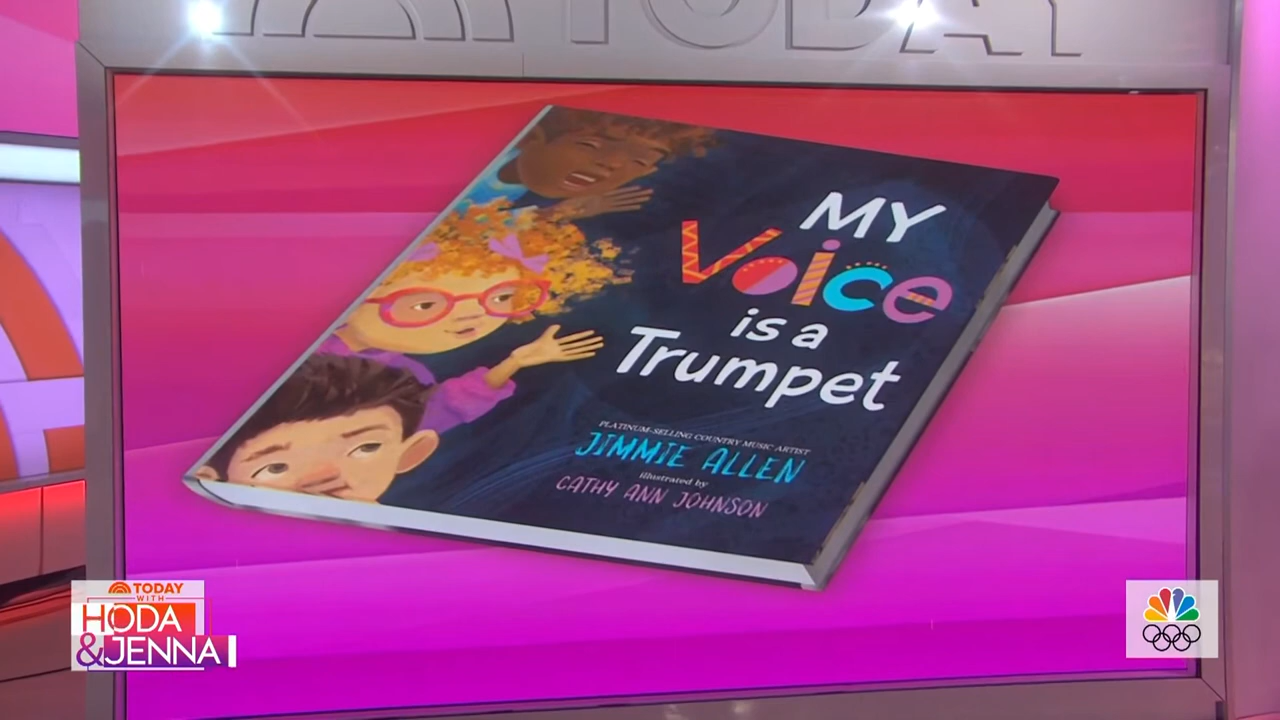 TODAY
MY
Voice
is a
Trumpet
PLATINUM-SELLING COUNTRY MUSIC ARTIST
JIMMIE ALLEN
illustrated by
CATHY ANN JOHNSON
TODAY
WITH
HODA
&JENNA